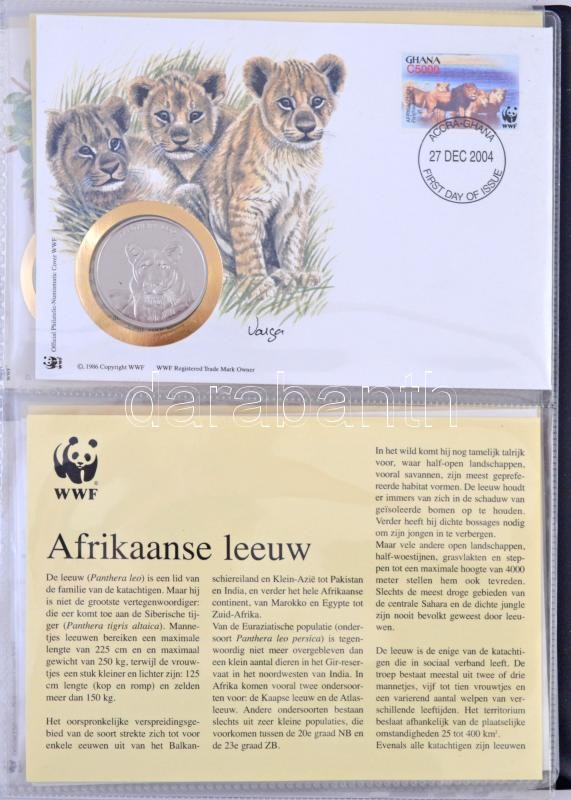 GHANA
C5000
WWF
ACCRA-GHANA
27 DEC 2004
FIRST DAY OF ISSUE
Official Philatelic-Numismatic Cover WWF
© 1986 Copyright WWF WWF Registered Trade Mark Owner
darabanth
WWF
Afrikaanse leeuw
De leeuw (Panthera leo) is een lid van
de familie van de katachtigen. Maar hij
is niet de grootste vertegenwoordiger:
die eer komt toe aan de Siberische tij-
ger (Panthera tigris altaica). Manne-
tjes leeuwen bereiken een maximale
lengte van 225 cm en en maximaal
gewicht van 250 kg, terwijl de vrouw-
tjes een stuk kleiner en lichter zijn: 125
cm lengte (kop en romp) en zelden
meer dan 150 kg.
Het oorspronkelijke verspreidingsge-
bied van de soort strekte zich tot voor
enkele eeuwen uit van het Balkan-
schiereiland en Klein-Azië tot Pakistan
en India, en verder het hele Afrikaanse
continent, van Marokko en Egypte tot
Zuid-Afrika.
Van de Euraziatische populatie (onder-
soort Panthera leo persica) is tegen-
woordig niet meer overgebleven dan
een klein aantal dieren in het Gir-reser-
vaat in het noordwesten van India. In
Afrika komen vooral twee ondersoor-
ten voor: de Kaapse leeuw en de Atlas-
leeuw. Andere ondersoorten bestaan
slechts uit zeer kleine populaties, die
voorkomen tussen de 20e graad NB en
de 23e graad ZB.
In het wild komt hij nog tamelijk talrijk
voor, waar half-open landschappen,
vooral savannen, zijn meest geprefe-
reerde habitat vormen. De leeuw houdt
er immers van zich in de schaduw van
geïsoleerde bomen op te houden.
Verder heeft hij dichte bossages nodig
om zijn jongen in te verbergen.
Maar vele andere open landschappen,
half-woestijnen, grasvlakten en step-
pen tot een maximale hoogte van 4000
meter stellen hem ook tevreden.
Slechts de meest droge gebieden van
de centrale Sahara en de dichte jungle
zijn nooit bevolkt geweest door leeu-
wen.
De leeuw is de enige van de katachti-
gen die in sociaal verband leeft. De
troep bestaat meestal uit twee of drie
mannetjes, vijf tot tien vrouwtjes en
een varierend aantal welpen van ver-
schillende leeftijden. Het territorium
beslaat afhankelijk van de plaatselijke
omstandigheden 25 tot 400 km².
Evenals alle katachtigen zijn leeuwen